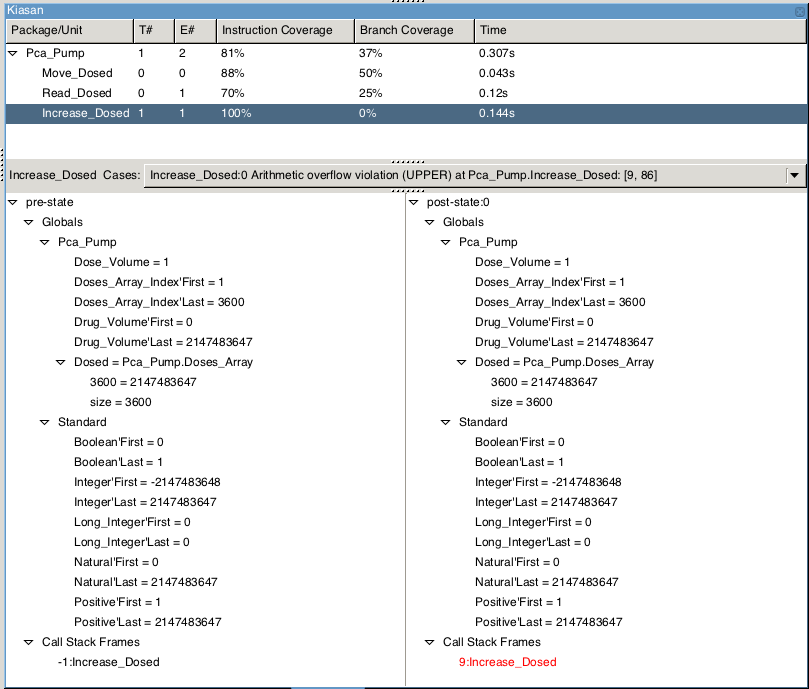 Kiasan
Package/Unit T# E# Instruction Coverage Branch Coverage Time
Pca_Pump 1 2 81% 37% 0.307s
Move_Dosed 0 0 88% 50% 0.043s
Read_Dosed 0 1 70% 25% 0.12s
Increase_Dosed 1 1 100% 0% 0.144s
Increase_Dosed Cases: Increase_Dosed:0 Arithmetic overflow violation (UPPER) at Pca_Pump.Increase_Dosed: [9, 86]
pre-state
Globals
Pca_Pump
Dose_Volume = 1
Doses_Array_Index'First = 1
Doses_Array_Index'Last = 3600
Drug_Volume'First = 0
Drug_Volume'Last = 2147483647
Dosed = Pca_Pump.Doses_Array
3600 = 2147483647
size = 3600
Standard
Boolean'First = 0
Boolean'Last = 1
Integer'First = -2147483648
Integer'Last = 2147483647
Long_Integer'First = 0
Long_Integer'Last = 0
Natural'First = 0
Natural'Last = 2147483647
Positive'First = 1
Positive'Last = 2147483647
Call Stack Frames
-1:Increase_Dosed
post-state:0
Globals
Pca_Pump
Dose_Volume = 1
Doses_Array_Index'First = 1
Doses_Array_Index'Last = 3600
Drug_Volume'First = 0
Drug_Volume'Last = 2147483647
Dosed = Pca_Pump.Doses_Array
3600 = 2147483647
size = 3600
Standard
Boolean'First = 0
Boolean'Last = 1
Integer'First = -2147483648
Integer'Last = 2147483647
Long_Integer'First = 0
Long_Integer'Last = 0
Natural'First = 0
Natural'Last = 2147483647
Positive'First = 1
Positive'Last = 2147483647
Call Stack Frames
9:Increase_Dosed